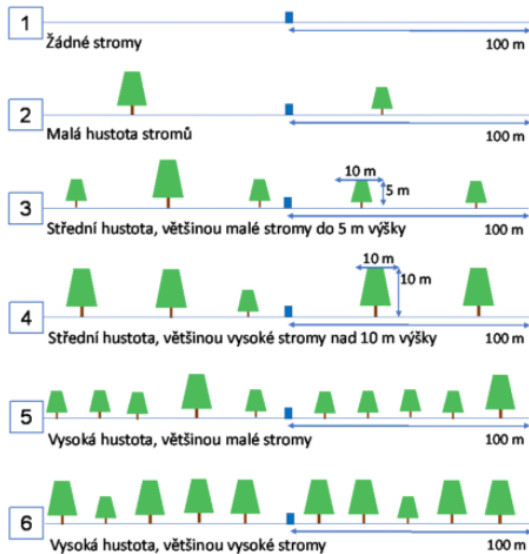 1
100 m
Žádné stromy
2
Malá hustota stromů
100 m
10 m
5 m
3
Střední hustota, většinou malé stromy do 5 m výšky
100 m
10 m
10 m
4
Střední hustota, většinou vysoké stromy nad 10 m výšky
100 m
5
Vysoká hustota, většinou malé stromy
100 m
6
Vysoká hustota, většinou vysoké stromy
100 m